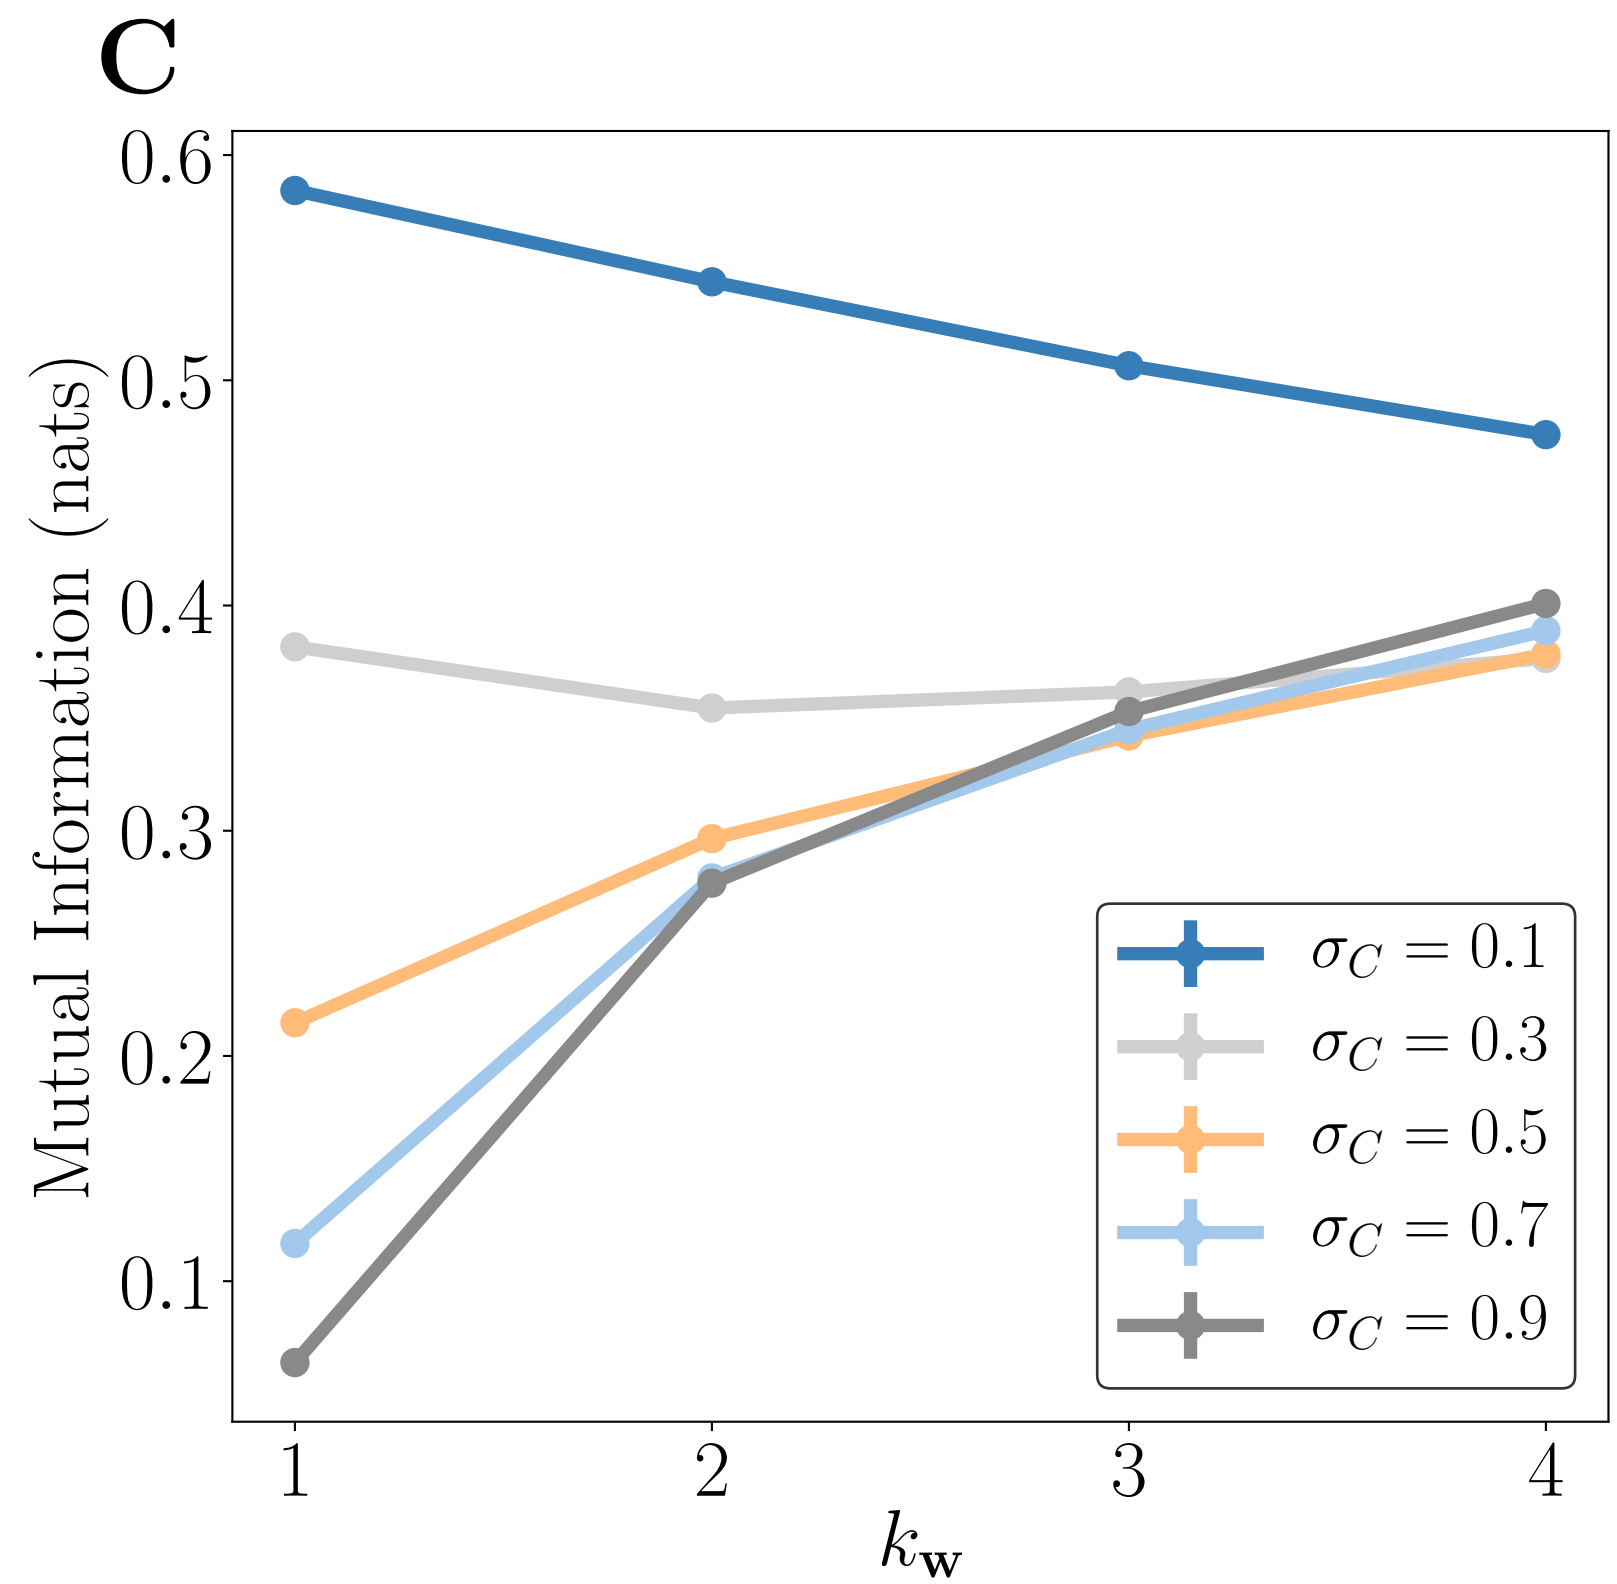 C
Mutual Information (nats)
0.6
0.5
0.4
0.3
0.2
0.1
σ_C = 0.1
σ_C = 0.3
σ_C = 0.5
σ_C = 0.7
σ_C = 0.9
1 2 3 4
k_w